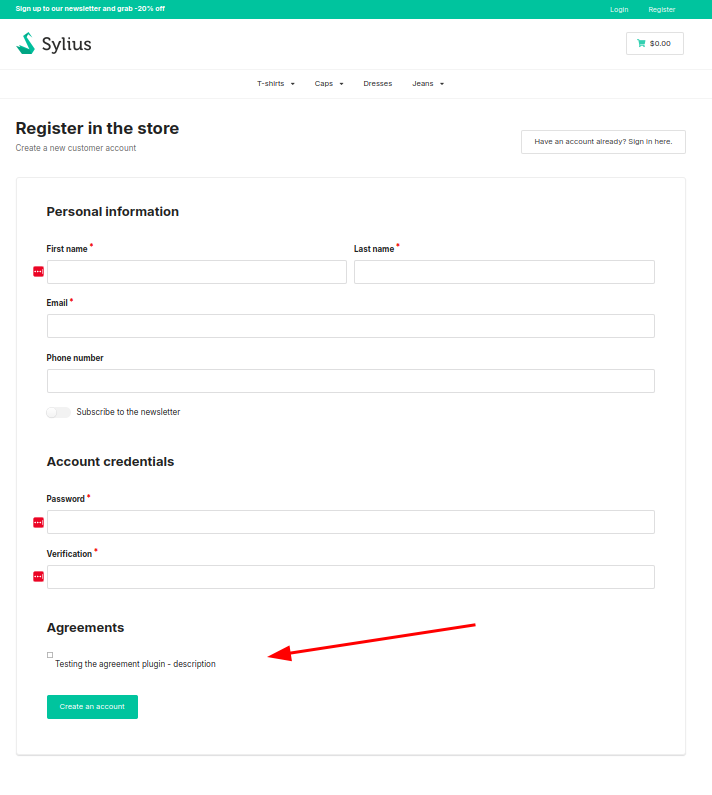 Sign up to our newsletter and grab -20% off
Login Register
Sylius
$0.00
T-shirts Caps Dresses Jeans
Register in the store
Create a new customer account
Have an account already? Sign in here.
Personal information
First name * Last name *
Email *
Phone number
Subscribe to the newsletter
Account credentials
Password *
Verification *
Agreements
Testing the agreement plugin - description
Create an account